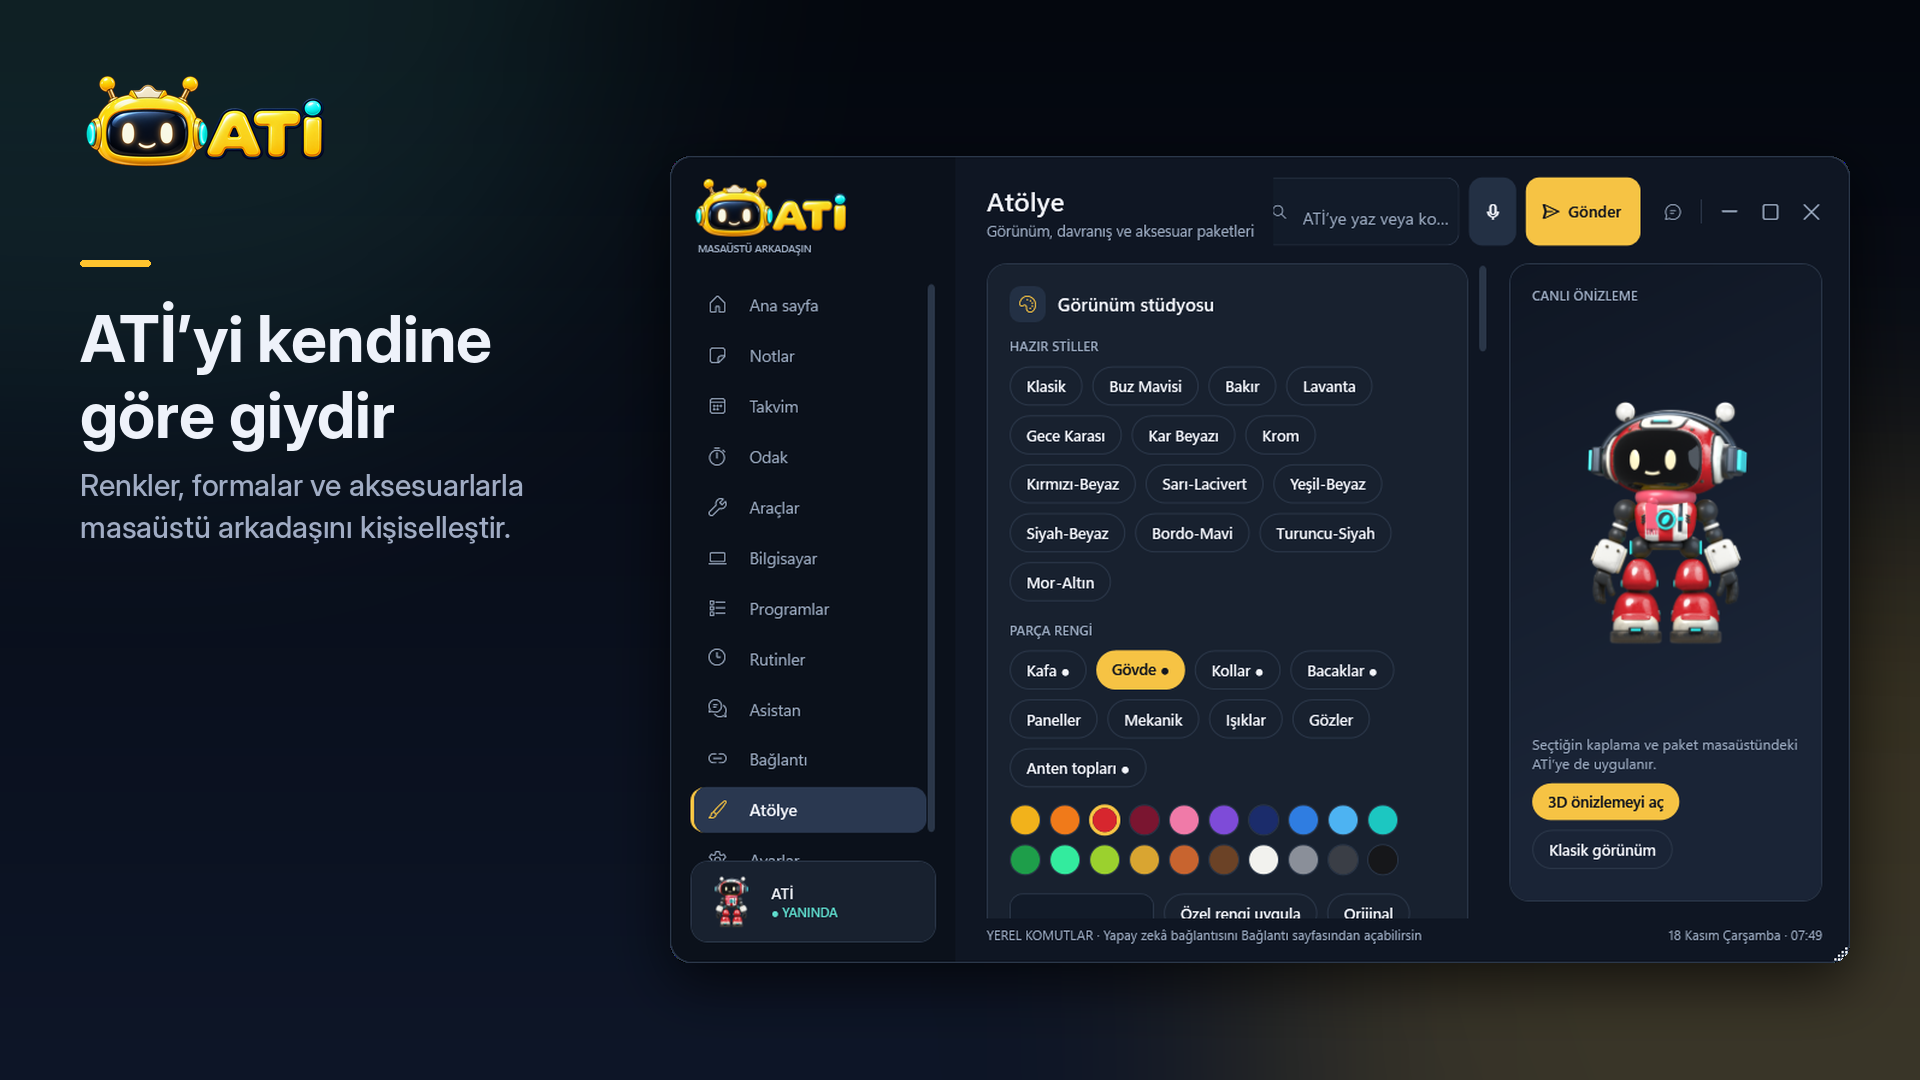 ATi
ATİ’yi kendine
göre giydir
Renkler, formalar ve aksesuarlarla
masaüstü arkadaşını kişiselleştir.
ATi
MASAÜSTÜ ARKADAŞIN
Ana sayfa
Notlar
Takvim
Odak
Araçlar
Bilgisayar
Programlar
Rutinler
Asistan
Bağlantı
Atölye
Ayarlar
ATİ
● YANINDA
Atölye
Görünüm, davranış ve aksesuar paketleri
ATİ’ye yaz veya ko...
Gönder
Görünüm stüdyosu
HAZIR STİLLER
Klasik Buz Mavisi Bakır Lavanta
Gece Karası Kar Beyazı Krom
Kırmızı-Beyaz Sarı-Lacivert Yeşil-Beyaz
Siyah-Beyaz Bordo-Mavi Turuncu-Siyah
Mor-Altın
PARÇA RENGİ
Kafa ● Gövde ● Kollar ● Bacaklar ●
Paneller Mekanik Işıklar Gözler
Anten topları ●
Özel rengi uygula Orijinal
CANLI ÖNİZLEME
Seçtiğin kaplama ve paket masaüstündeki
ATİ’ye de uygulanır.
3D önizlemeyi aç
Klasik görünüm
YEREL KOMUTLAR · Yapay zekâ bağlantısını Bağlantı sayfasından açabilirsin
18 Kasım Çarşamba · 07:49